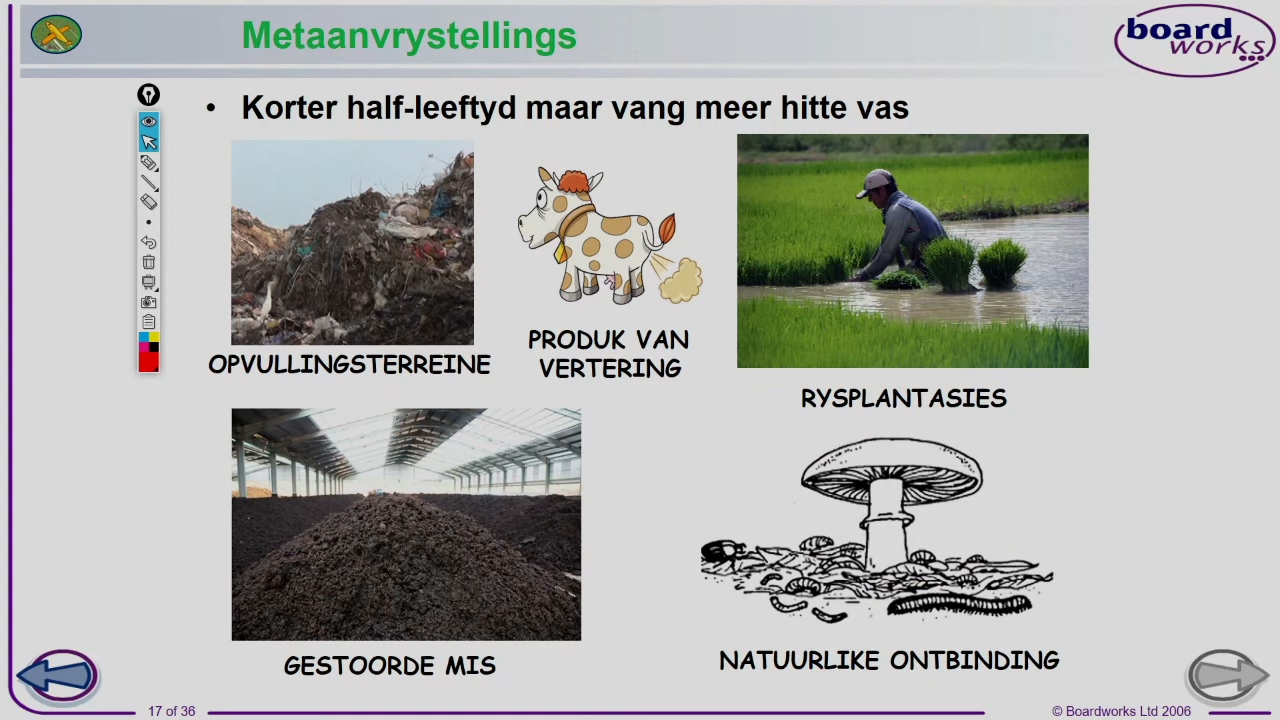 Metaanvrystellings
board
works
• Korter half-leeftyd maar vang meer hitte vas
OPVULLINGSTERREINE
PRODUK VAN
VERTERING
RYSPLANTASIES
GESTOORDE MIS
NATUURLIKE ONTBINDING
17 of 36
© Boardworks Ltd 2006